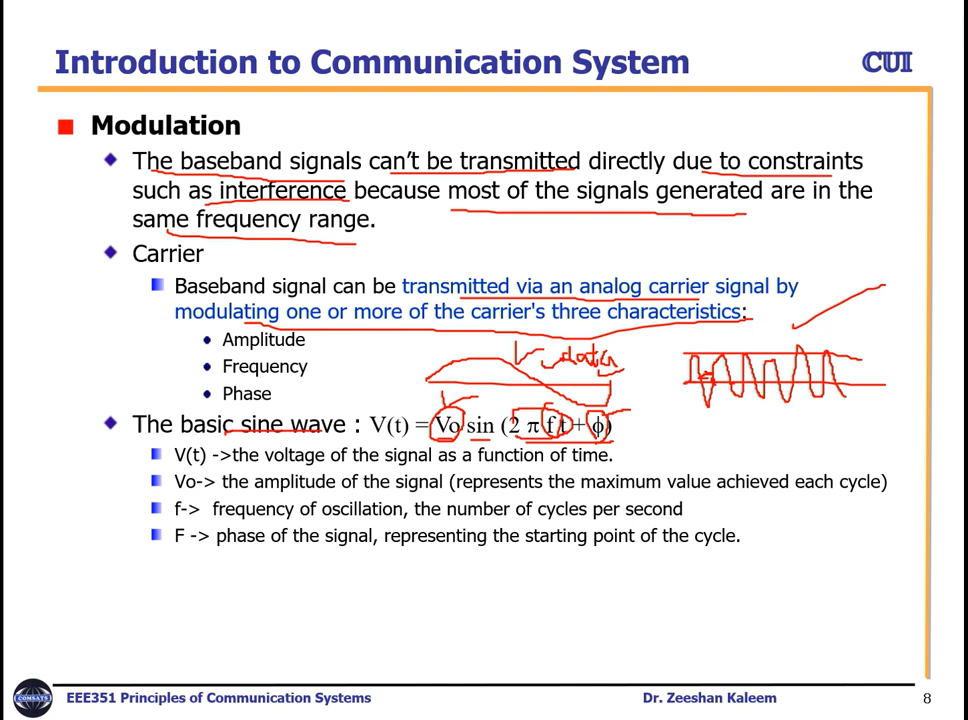 Introduction to Communication System
CUI
Modulation
The baseband signals can't be transmitted directly due to constraints
such as interference because most of the signals generated are in the
same frequency range.
Carrier
Baseband signal can be transmitted via an analog carrier signal by
modulating one or more of the carrier's three characteristics:
Amplitude
Frequency
Phase
data
The basic sine wave : V(t) = Vo sin (2 π f t + ϕ)
V(t) ->the voltage of the signal as a function of time.
Vo-> the amplitude of the signal (represents the maximum value achieved each cycle)
f-> frequency of oscillation, the number of cycles per second
F -> phase of the signal, representing the starting point of the cycle.
COMSATS
EEE351 Principles of Communication Systems
Dr. Zeeshan Kaleem
8